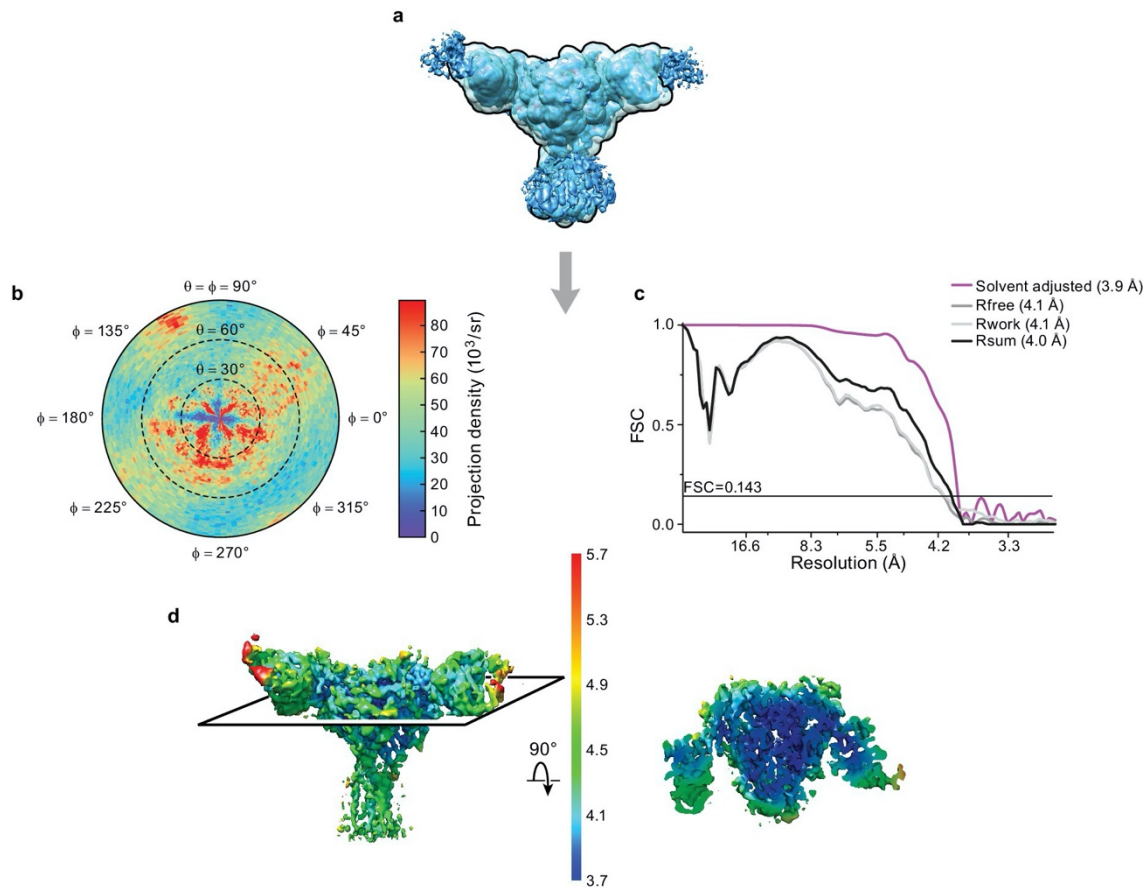 a
b
θ = ϕ = 90°
ϕ = 135°
θ = 60°
45°
θ = 30°
ϕ = 180°
ϕ = 0°
225°
315°
ϕ = 270°
80
70
60
50
40
30
20
10
0
Projection density (10³/sr)
c
Solvent adjusted (3.9 Å)
Rfree (4.1 Å)
Rwork (4.1 Å)
Rsum (4.0 Å)
1.0
0.5
0.0
FSC
FSC=0.143
16.6 8.3 5.5 4.2 3.3
Resolution (Å)
d
90°
5.7
5.3
4.9
4.5
4.1
3.7